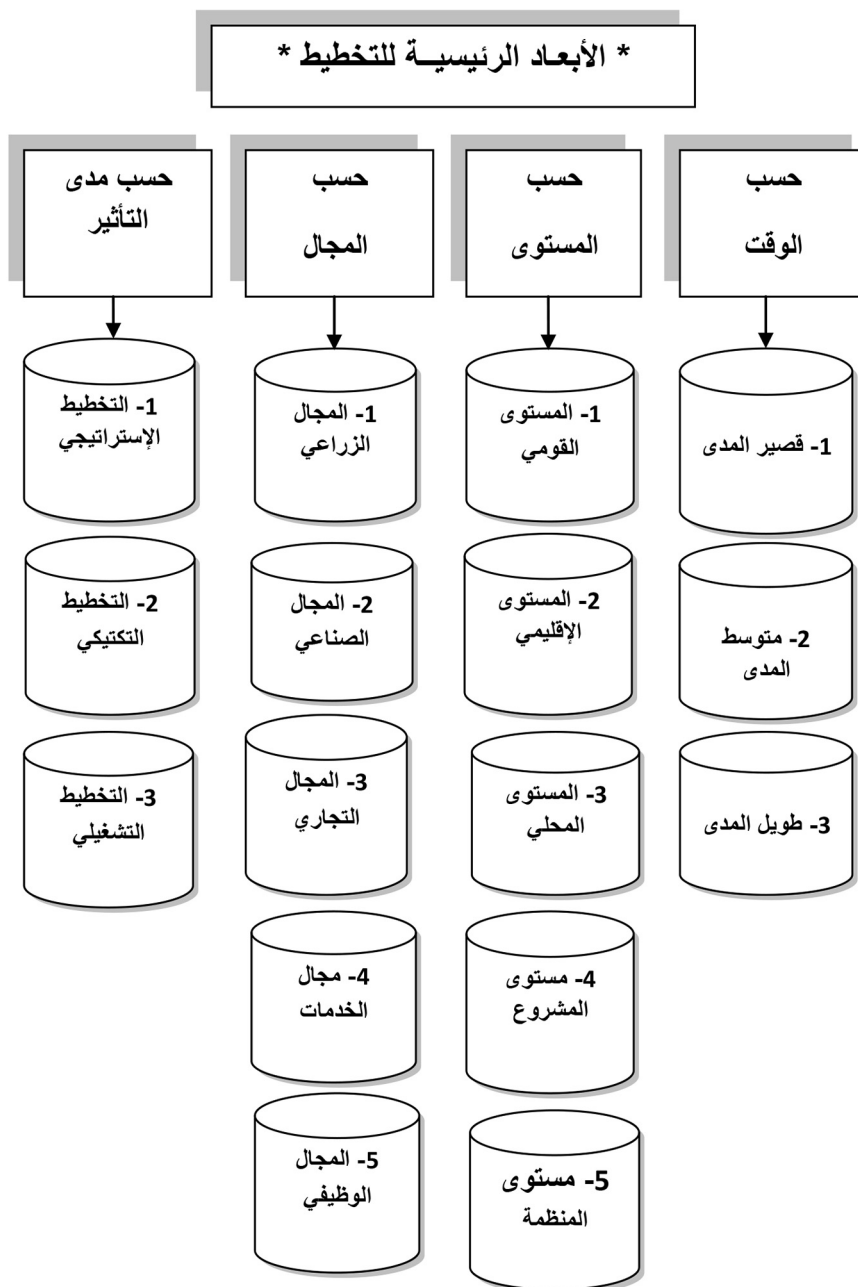 * الأبعـاد الرئيسيــة للتخطيط *
حسب
الوقت
1- قصير المدى
2- متوسط
المدى
3- طويل المدى
حسب
المستوى
1- المستوى
القومي
2- المستوى
الإقليمي
3- المستوى
المحلي
4- مستوى
المشروع
5- مستوى
المنظمة
حسب
المجال
1- المجال
الزراعي
2- المجال
الصناعي
3- المجال
التجاري
4- مجال
الخدمات
5- المجال
الوظيفي
حسب مدى
التأثير
1- التخطيط
الإستراتيجي
2- التخطيط
التكتيكي
3- التخطيط
التشغيلي